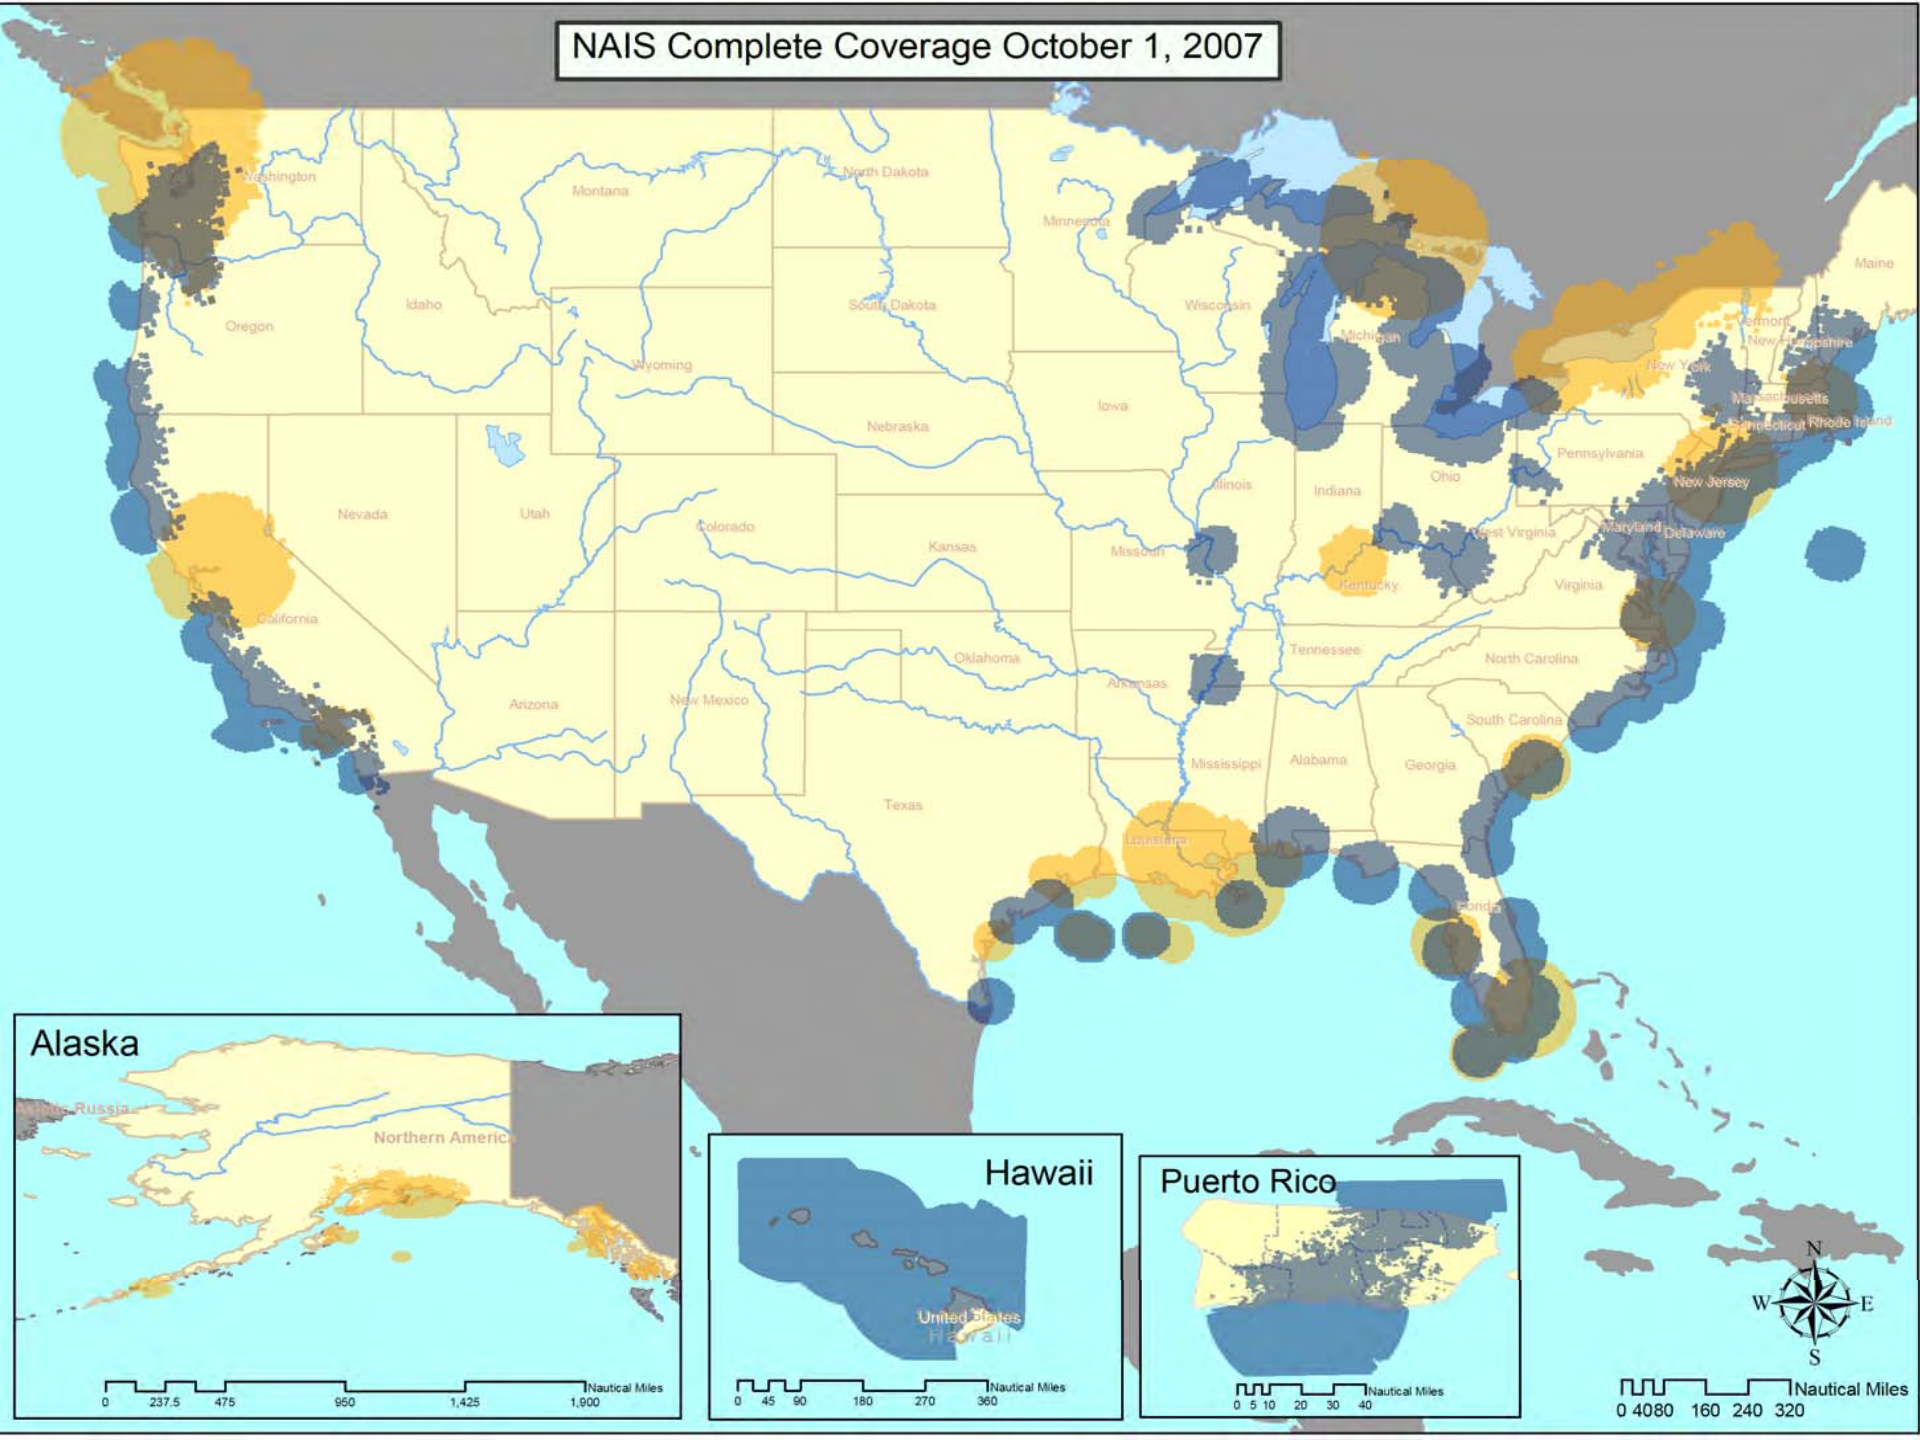 NAIS Complete Coverage October 1, 2007
Washington
Montana
North Dakota
Minnesota
Maine
Oregon
Idaho
South Dakota
Wisconsin
Michigan
Vermont
New Hampshire
Wyoming
New York
Massachusetts
Connecticut Rhode Island
Iowa
Nebraska
Pennsylvania
Illinois
Indiana
Ohio
New Jersey
Nevada
Utah
Colorado
Kansas
Missouri
West Virginia
Maryland Delaware
Kentucky
Virginia
California
Oklahoma
Tennessee
North Carolina
Arizona
New Mexico
Arkansas
South Carolina
Mississippi
Alabama
Georgia
Texas
Louisiana
Florida
Alaska
Russia
Northern America
0 237.5 475 950 1,425 1,900
Nautical Miles
Hawaii
United States
Hawaii
0 45 90 180 270 360
Nautical Miles
Puerto Rico
0 5 10 20 30 40
Nautical Miles
N
W E
S
Nautical Miles
0 40 80 160 240 320